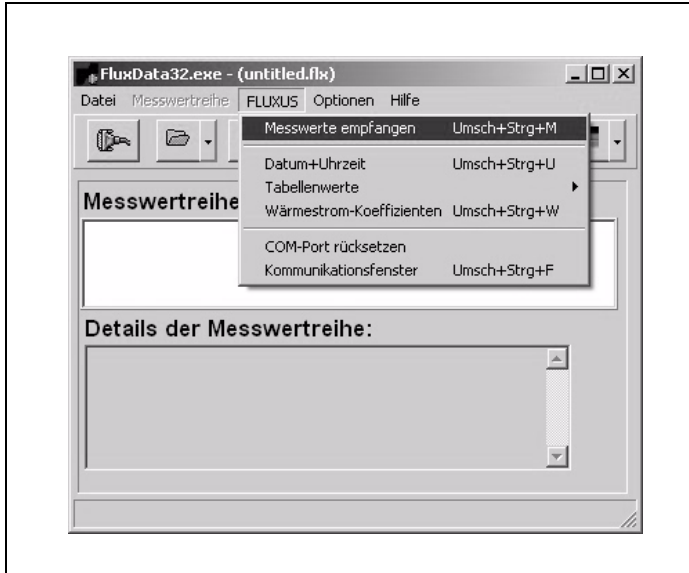 FluxData32.exe - (untitled.flx)
Datei Messwertreihe FLUXUS Optionen Hilfe
Messwerte empfangen Umsch+Strg+M
Datum+Uhrzeit Umsch+Strg+U
Tabellenwerte
Wärmestrom-Koeffizienten Umsch+Strg+W
COM-Port rücksetzen
Kommunikationsfenster Umsch+Strg+F
Messwertreihe
Details der Messwertreihe: